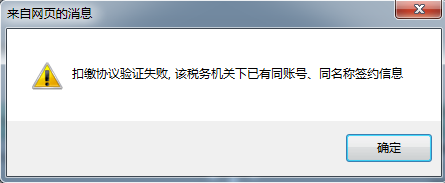 来自网页的消息
扣缴协议验证失败, 该税务机关下已有同账号、同名称签约信息
确定